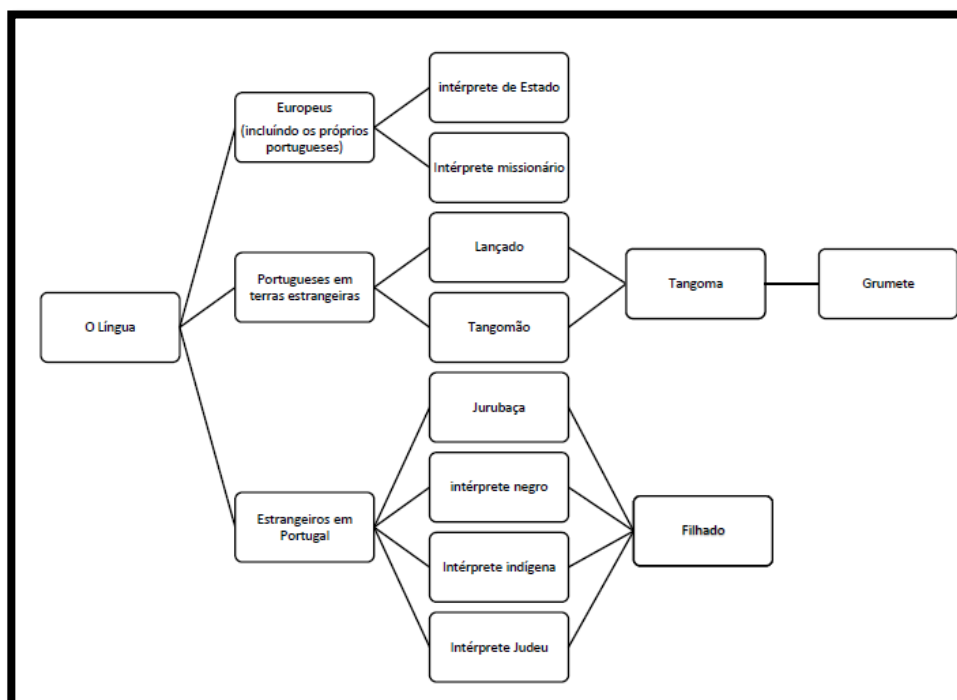 O Língua
Europeus
(incluíndo os próprios
portugueses)
intérprete de Estado
Intérprete missionário
Portugueses em
terras estrangeiras
Lançado
Tangomão
Tangoma
Grumete
Estrangeiros em
Portugal
Jurubaça
intérprete negro
Intérprete indígena
Intérprete Judeu
Filhado